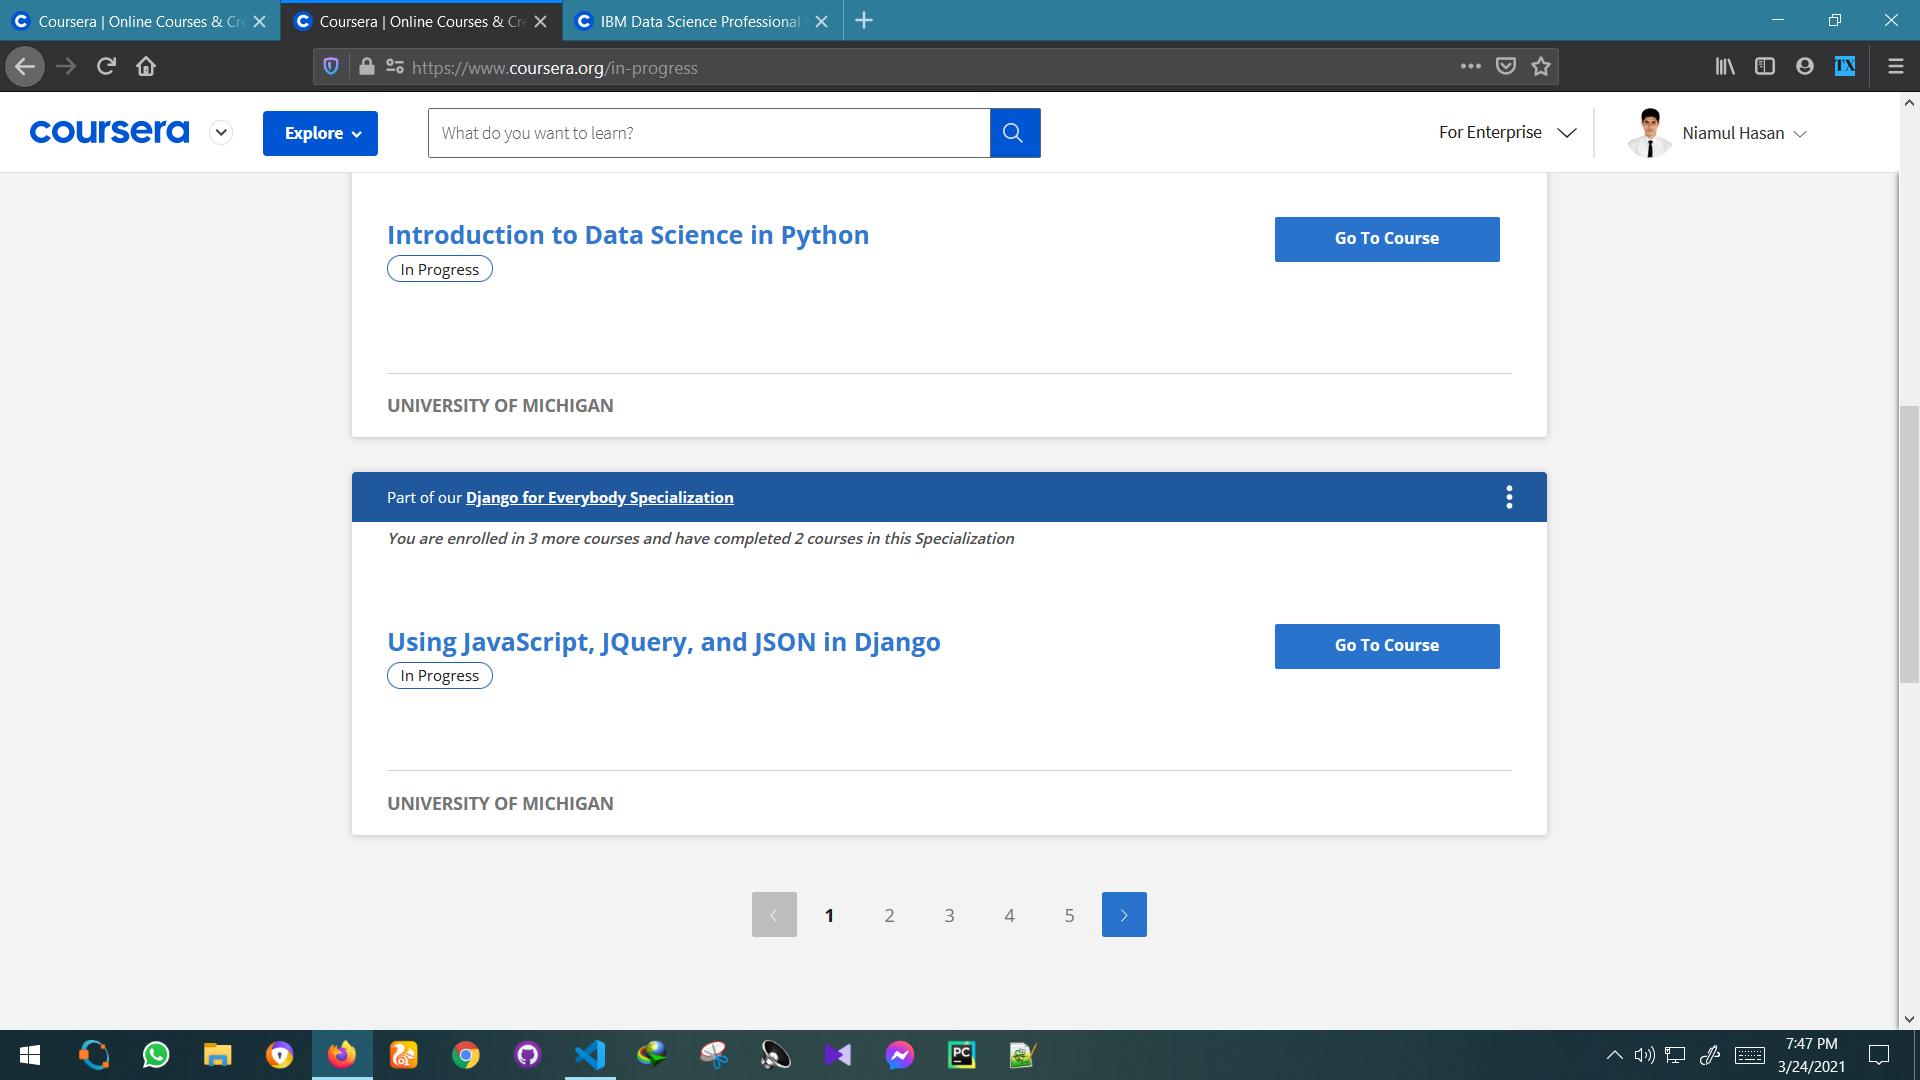 Coursera | Online Courses & Cre
Coursera | Online Courses & Cre
IBM Data Science Professional
https://www.coursera.org/in-progress
TX
coursera
Explore
What do you want to learn?
For Enterprise
Niamul Hasan
Introduction to Data Science in Python
Go To Course
In Progress
UNIVERSITY OF MICHIGAN
Part of our Django for Everybody Specialization
You are enrolled in 3 more courses and have completed 2 courses in this Specialization
Using JavaScript, JQuery, and JSON in Django
Go To Course
In Progress
UNIVERSITY OF MICHIGAN
1 2 3 4 5
PC
7:47 PM
3/24/2021